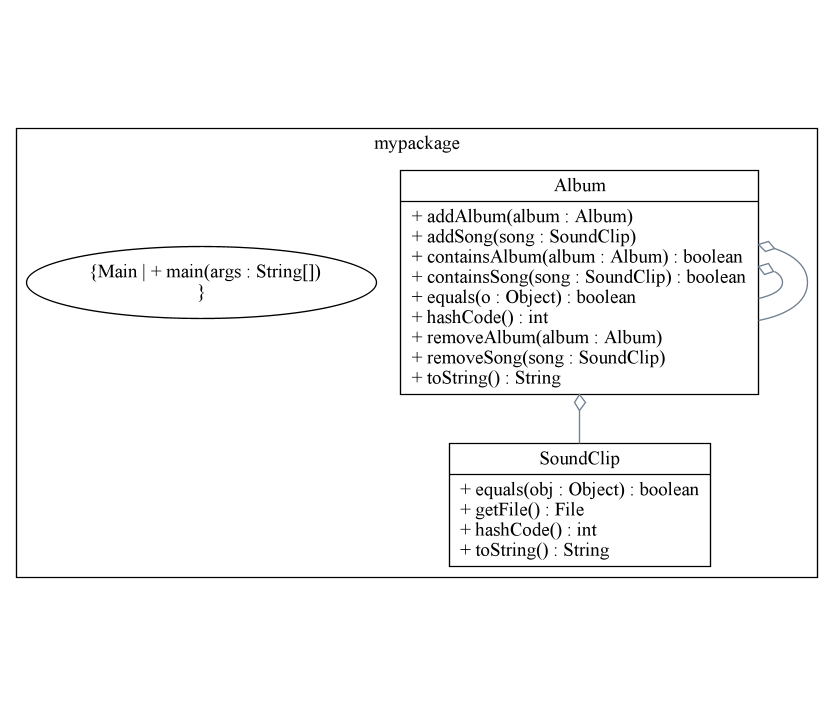 mypackage
Album
+ addAlbum(album : Album)
+ addSong(song : SoundClip)
+ containsAlbum(album : Album) : boolean
+ containsSong(song : SoundClip) : boolean
+ equals(o : Object) : boolean
+ hashCode() : int
+ removeAlbum(album : Album)
+ removeSong(song : SoundClip)
+ toString() : String
{Main | + main(args : String[])
}
SoundClip
+ equals(obj : Object) : boolean
+ getFile() : File
+ hashCode() : int
+ toString() : String